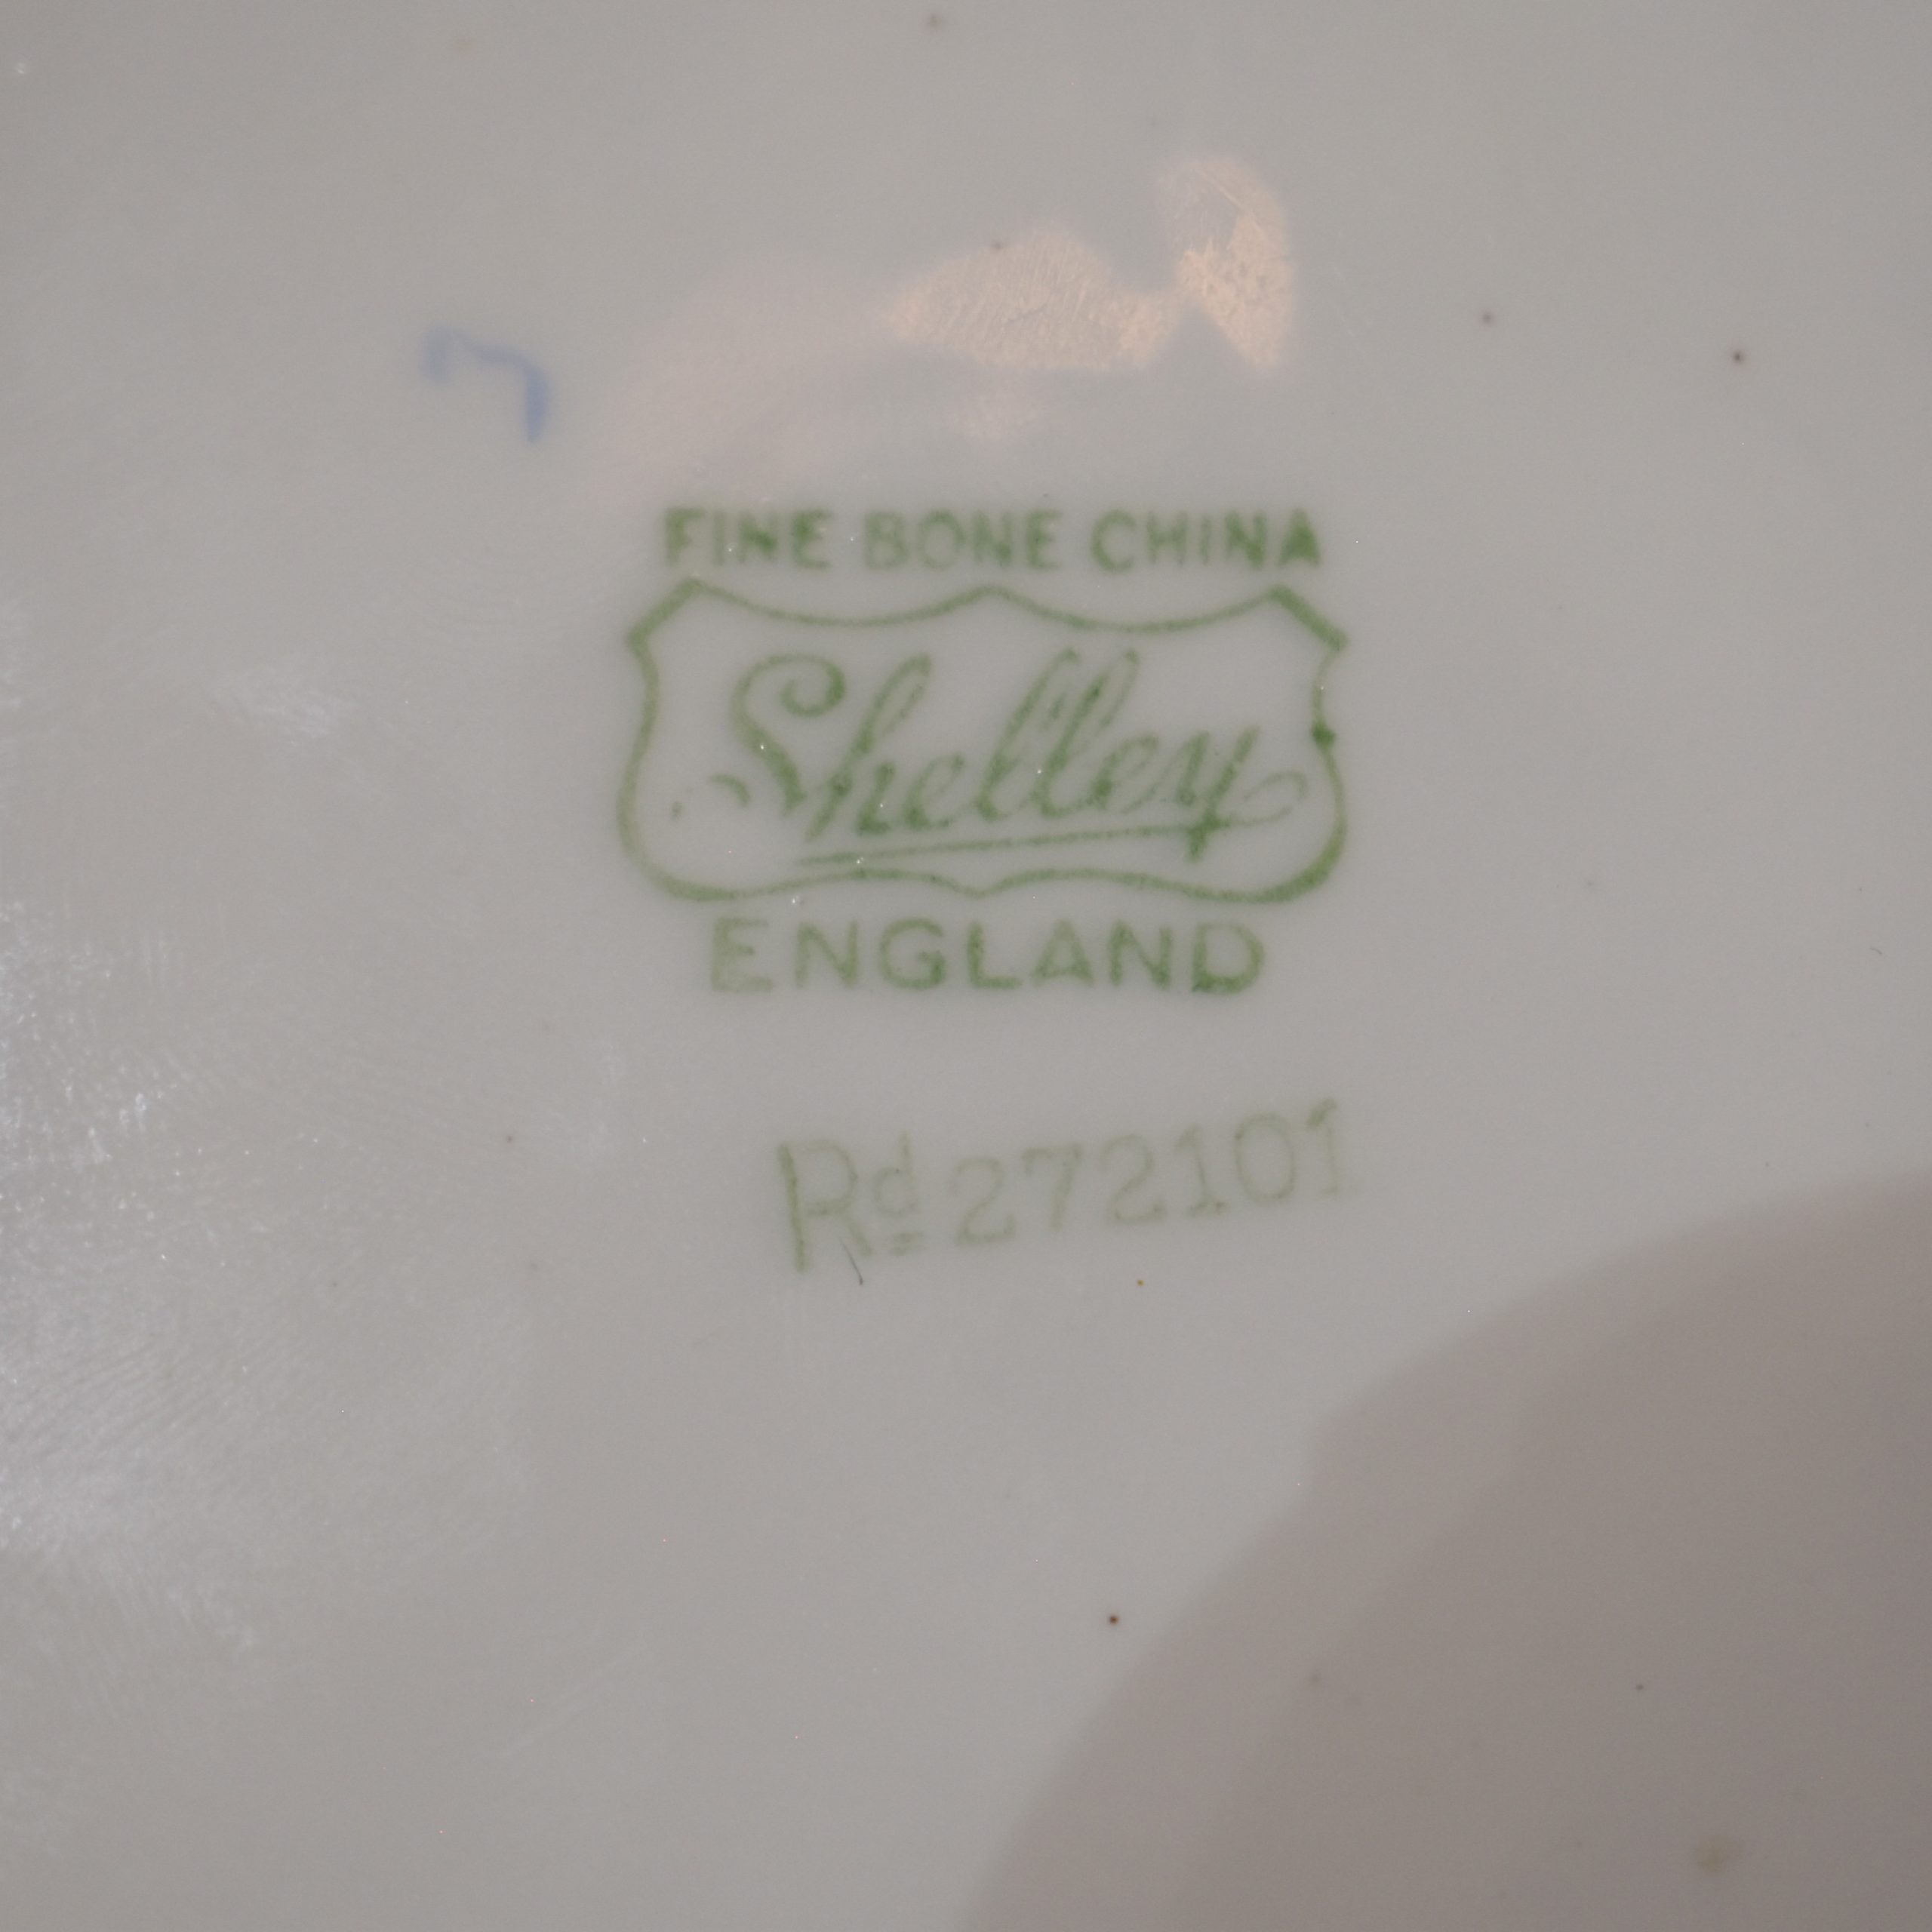 FINE BONE CHINA
Shelley
ENGLAND
Rd 272101